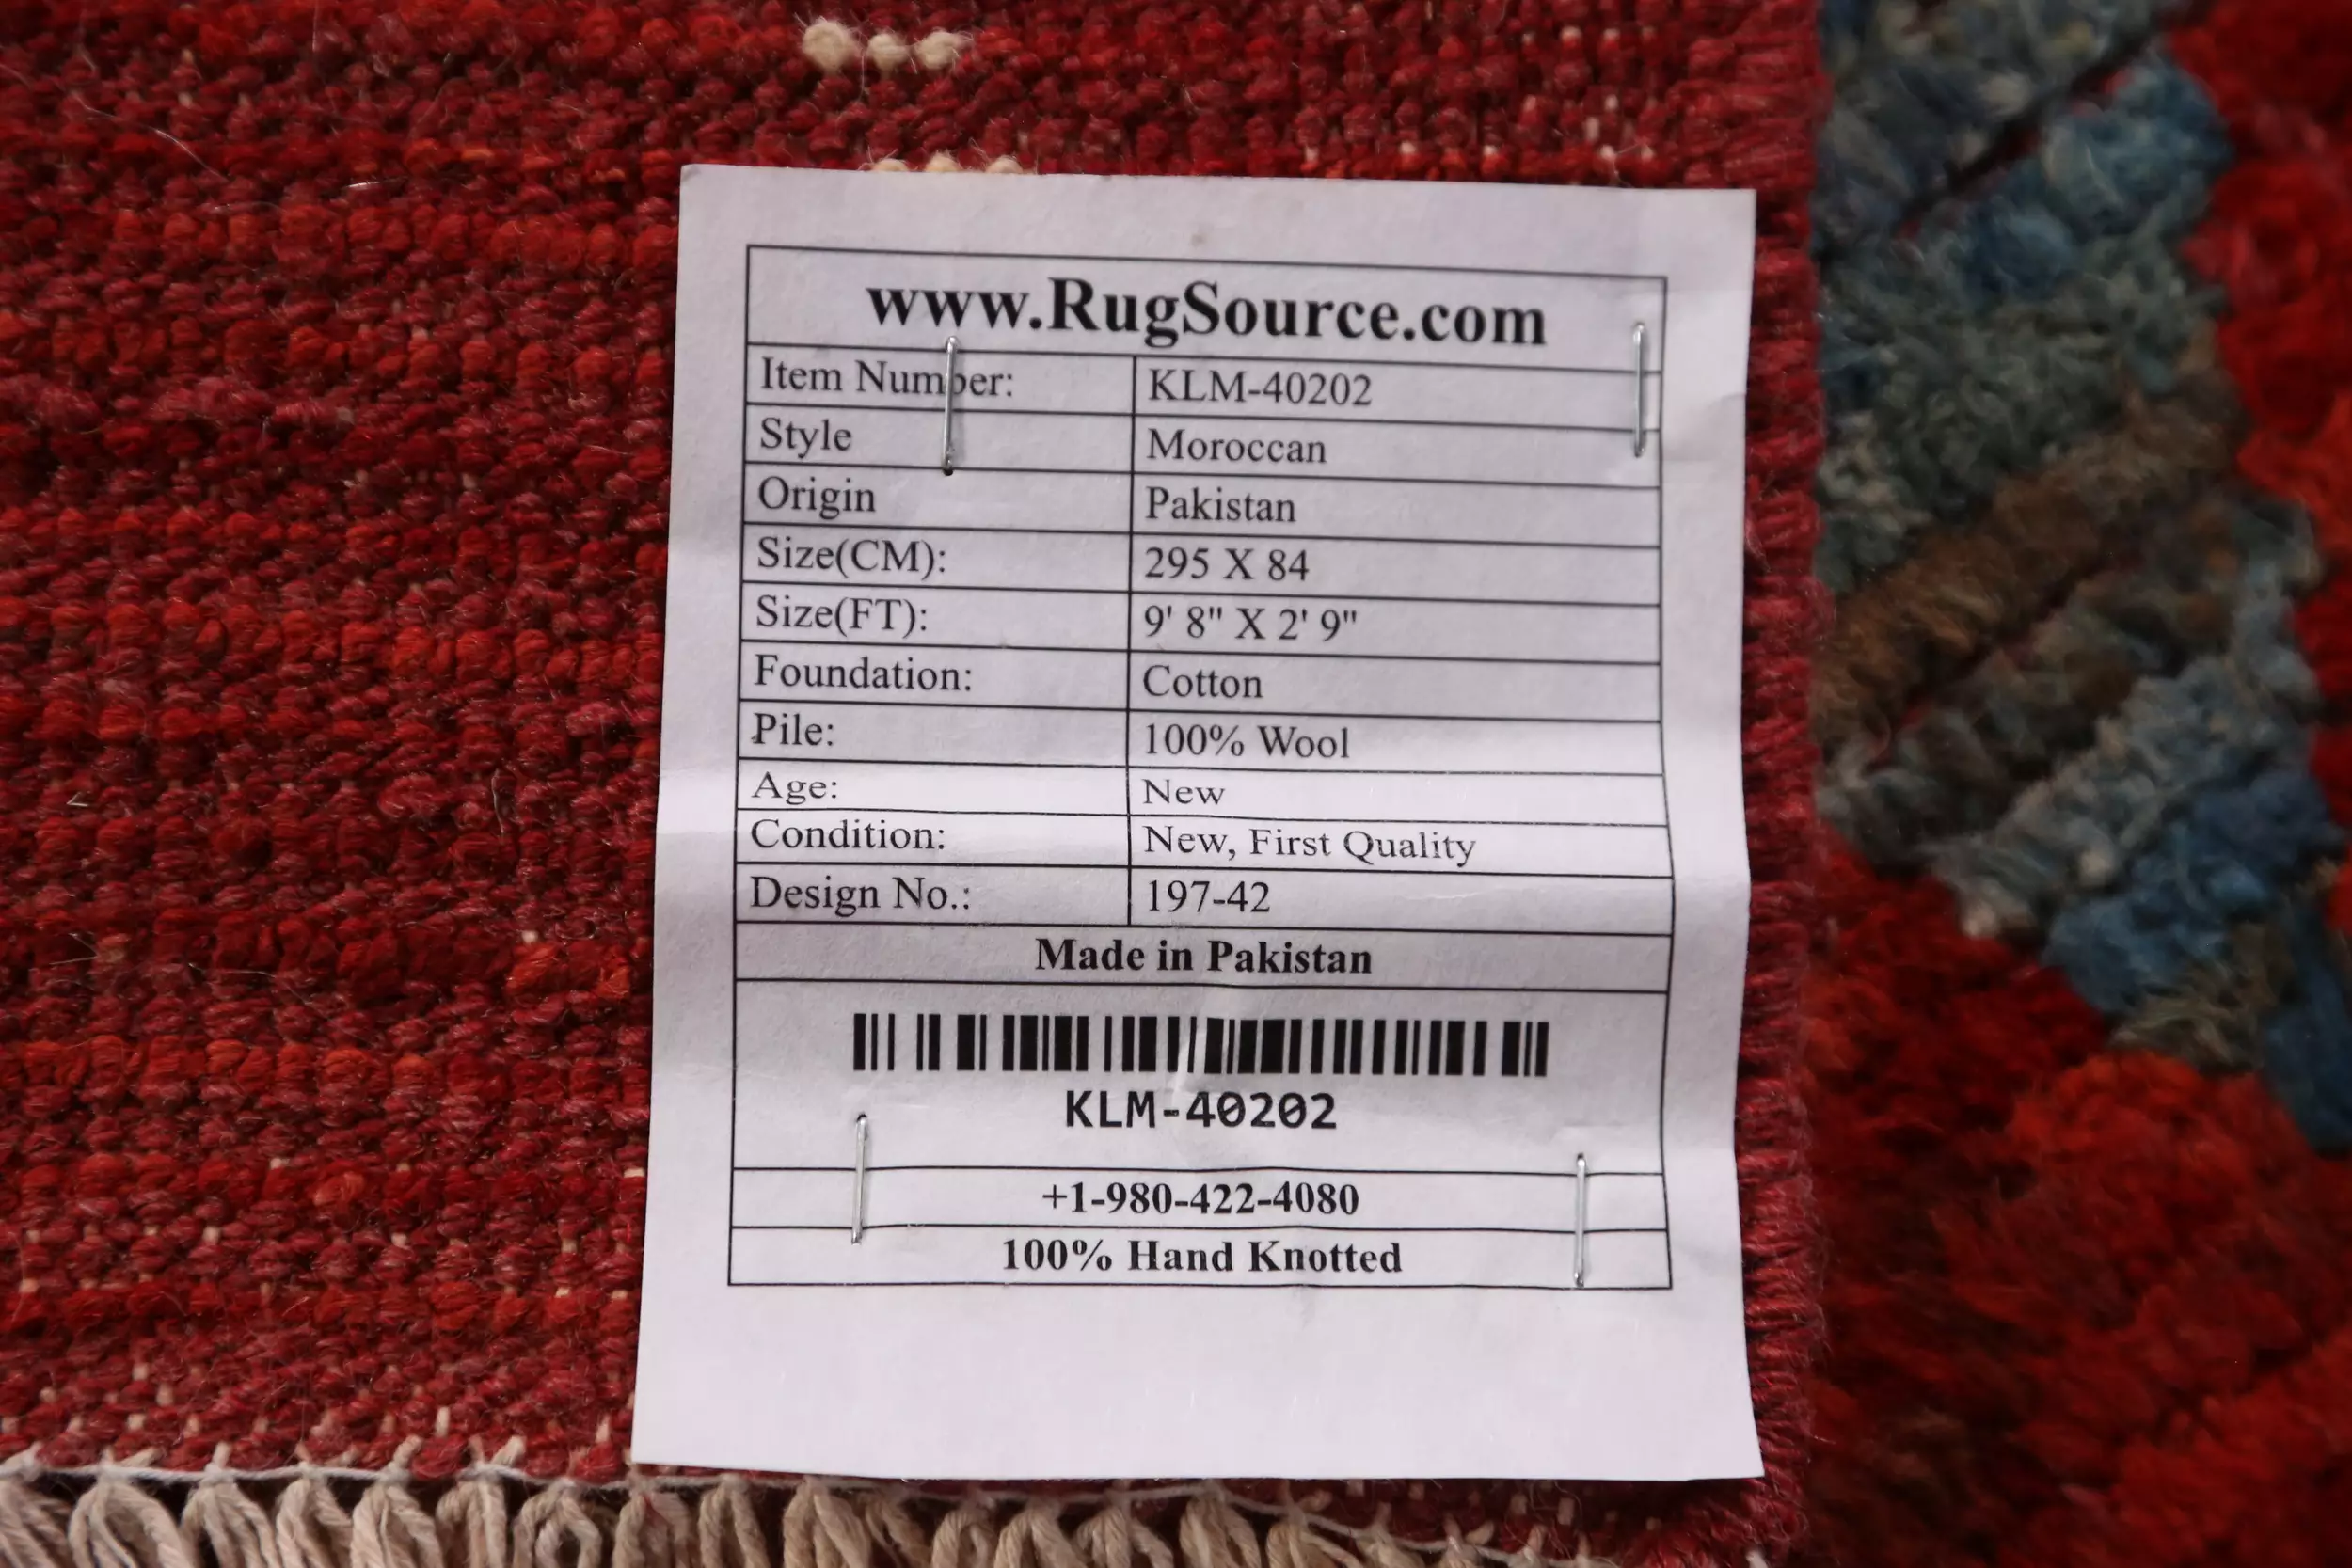 www.RugSource.com
Item Number: KLM-40202
Style Moroccan
Origin Pakistan
Size(CM): 295 X 84
Size(FT): 9' 8" X 2' 9"
Foundation: Cotton
Pile: 100% Wool
Age: New
Condition: New, First Quality
Design No.: 197-42
Made in Pakistan
KLM-40202
+1-980-422-4080
100% Hand Knotted